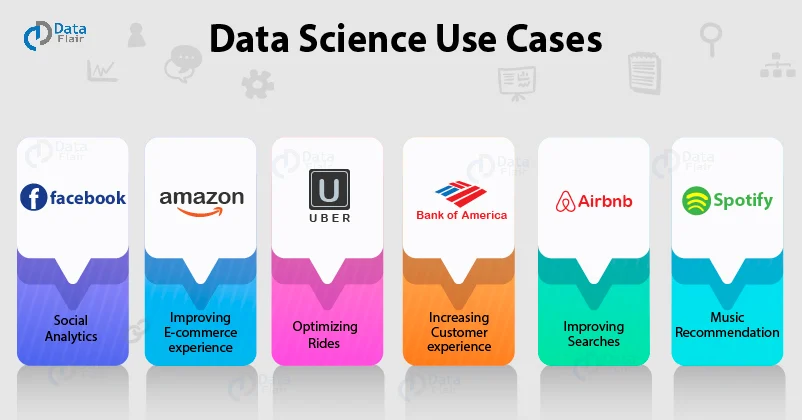 Data
Flair
Data Science Use Cases
facebook
Social
Analytics
amazon
Improving
E-commerce
experience
U
UBER
Optimizing
Rides
Bank of America
Increasing
Customer
experience
Airbnb
Improving
Searches
Spotify
Music
Recommendation
Data
Flair
Data
Flair
Data
Flair
Data
Flair
Data
Flair
Data
Flair